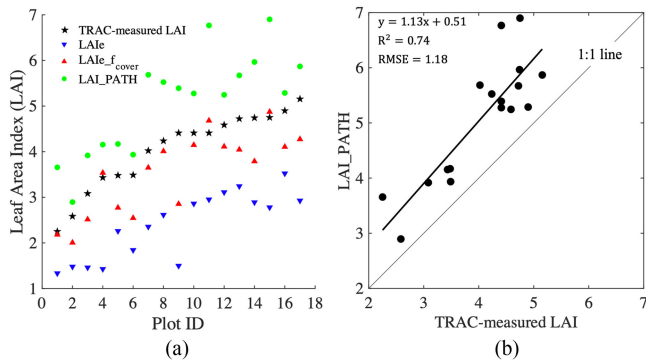 TRAC-measured LAI
LAIe
LAIe_fcover
LAI_PATH
Leaf Area Index (LAI)
7
6
5
4
3
2
1
0 2 4 6 8 10 12 14 16 18
Plot ID
(a)
y = 1.13x + 0.51
R² = 0.74
RMSE = 1.18
1:1 line
LAI_PATH
7
6
5
4
3
2
2 3 4 5 6 7
TRAC-measured LAI
(b)